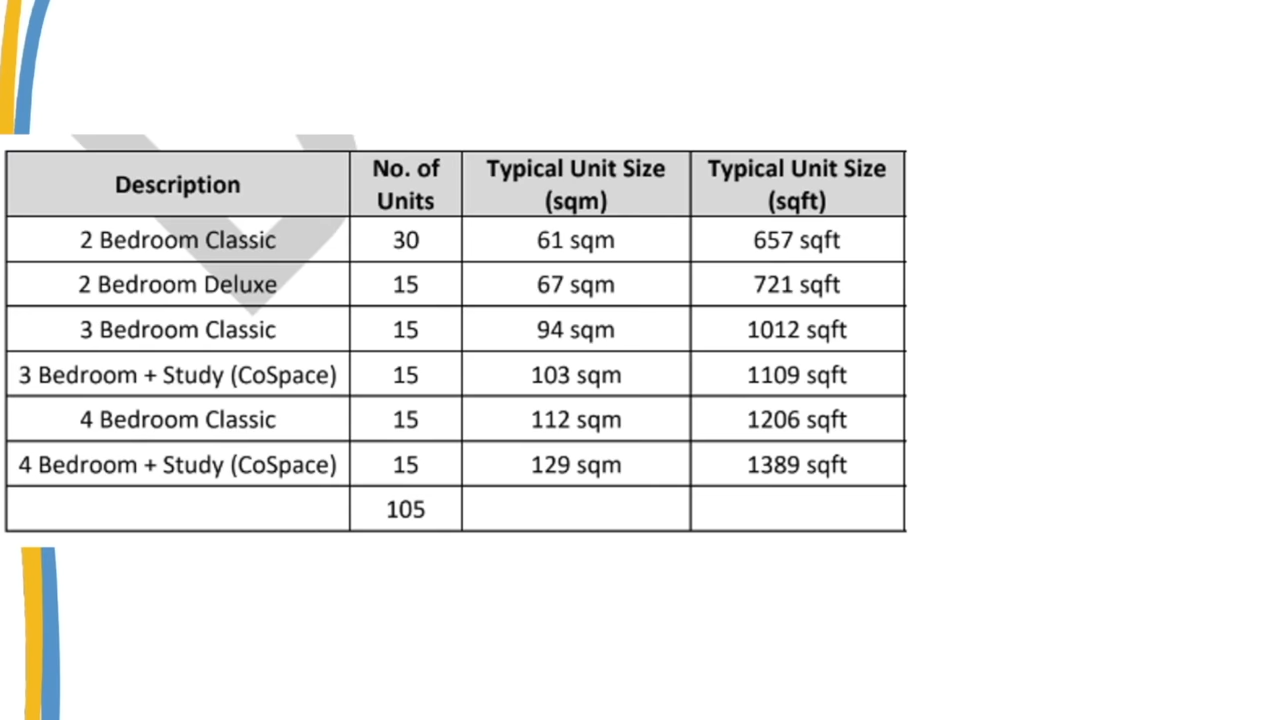 Description No. of Units Typical Unit Size (sqm) Typical Unit Size (sqft)
2 Bedroom Classic 30 61 sqm 657 sqft
2 Bedroom Deluxe 15 67 sqm 721 sqft
3 Bedroom Classic 15 94 sqm 1012 sqft
3 Bedroom + Study (CoSpace) 15 103 sqm 1109 sqft
4 Bedroom Classic 15 112 sqm 1206 sqft
4 Bedroom + Study (CoSpace) 15 129 sqm 1389 sqft
105